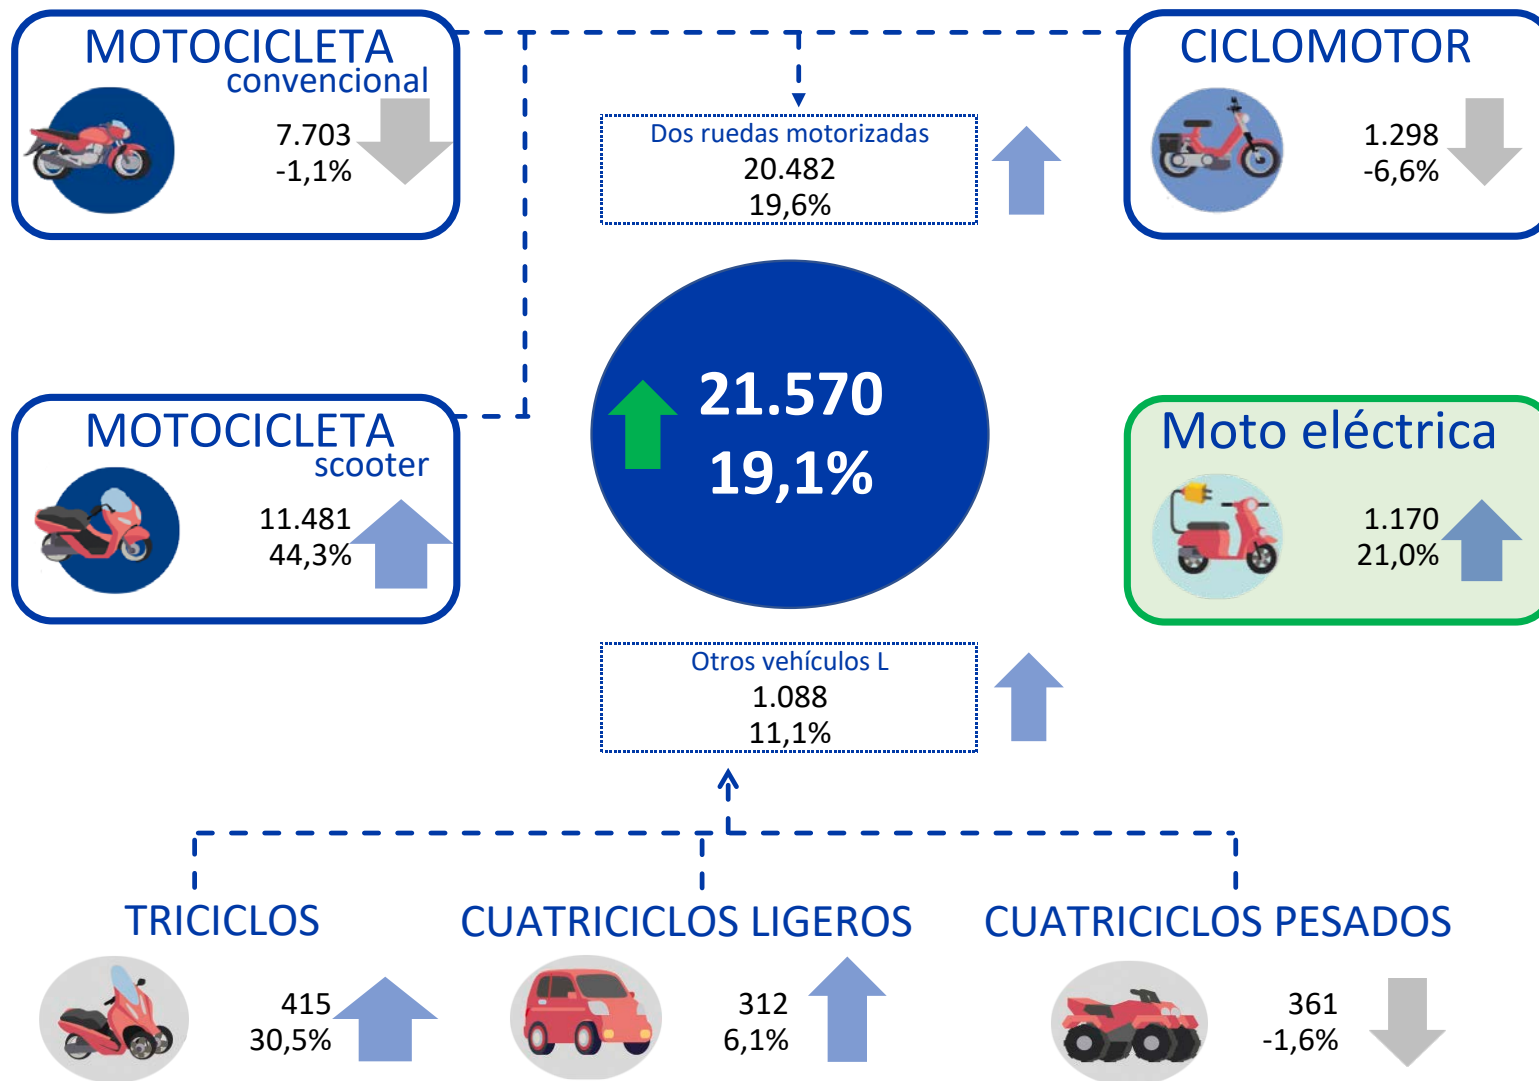 MOTOCICLETA
convencional
7.703
-1,1%
Dos ruedas motorizadas
20.482
19,6%
CICLOMOTOR
1.298
-6,6%
MOTOCICLETA
scooter
11.481
44,3%
21.570
19,1%
Moto eléctrica
1.170
21,0%
Otros vehículos L
1.088
11,1%
TRICICLOS
415
30,5%
CUATRICICLOS LIGEROS
312
6,1%
CUATRICICLOS PESADOS
361
-1,6%